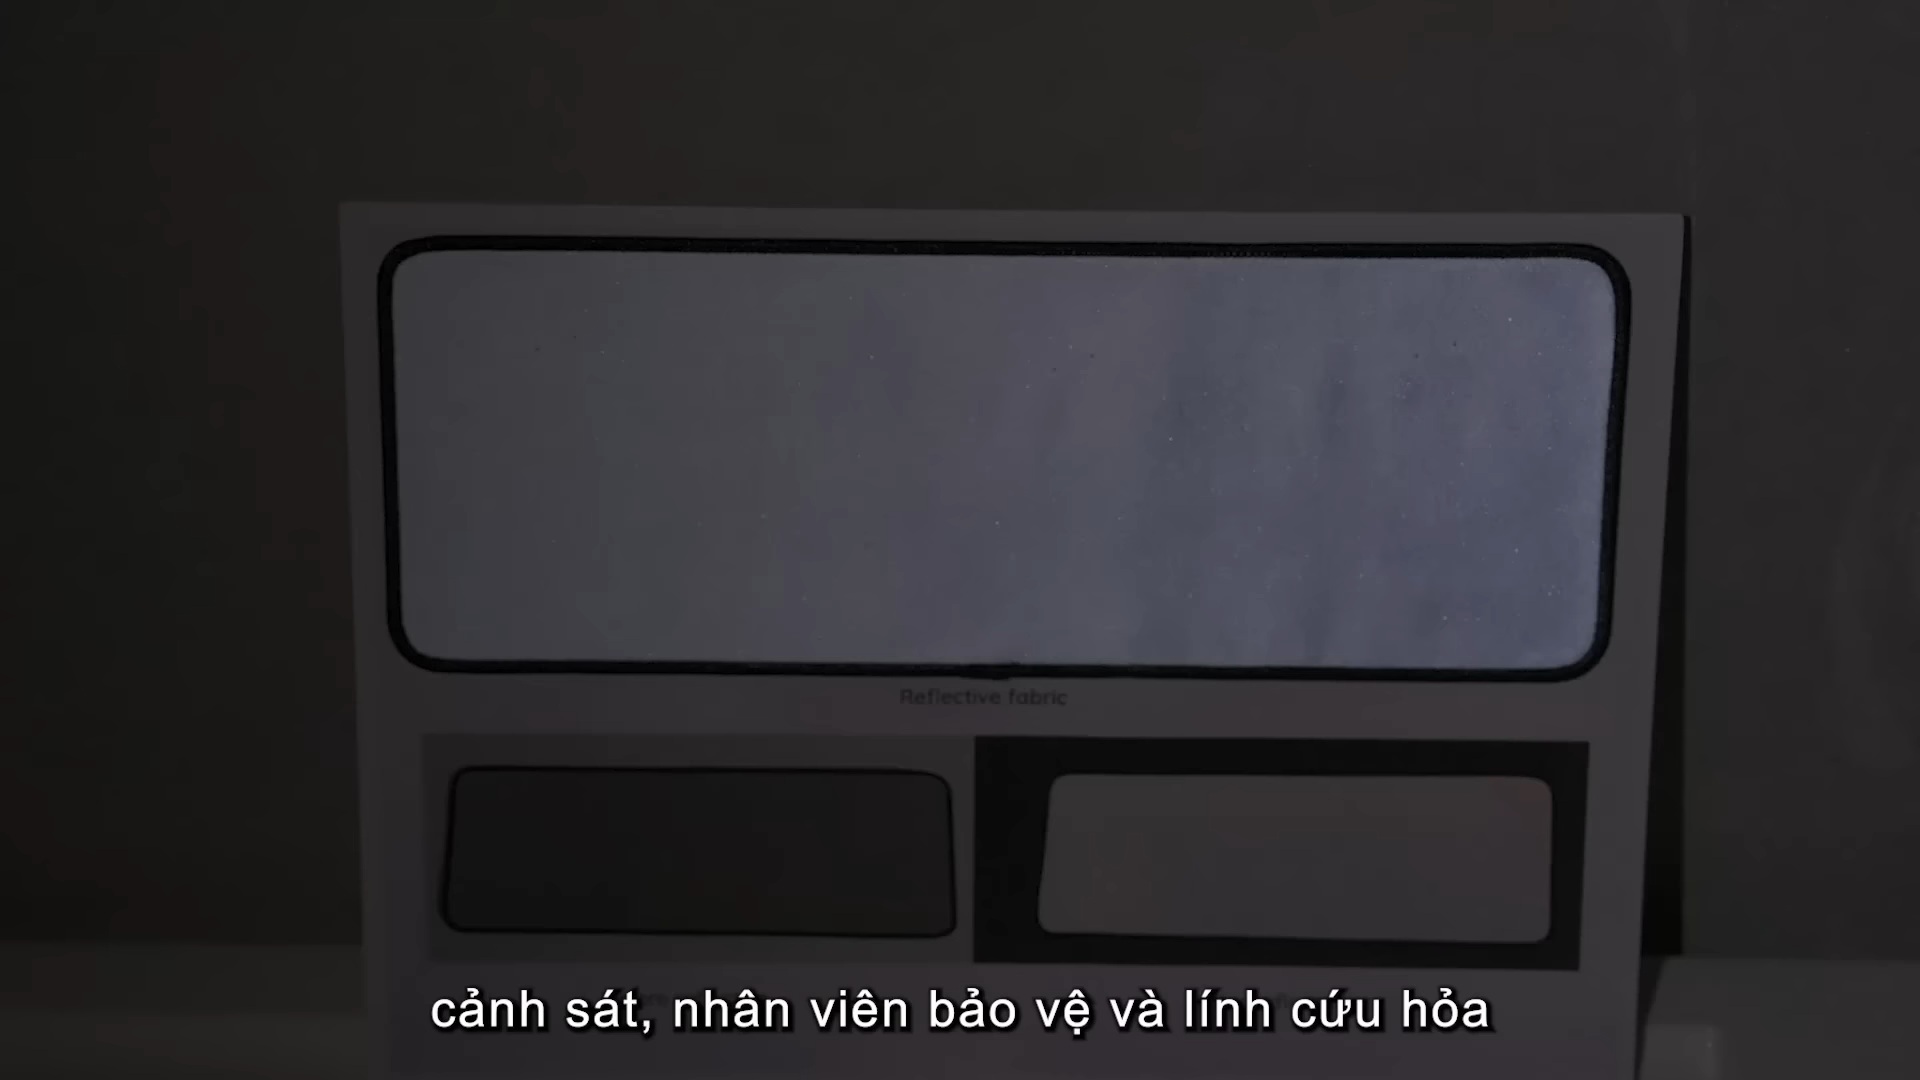 Reflective fabric
cảnh sát, nhân viên bảo vệ và lính cứu hỏa